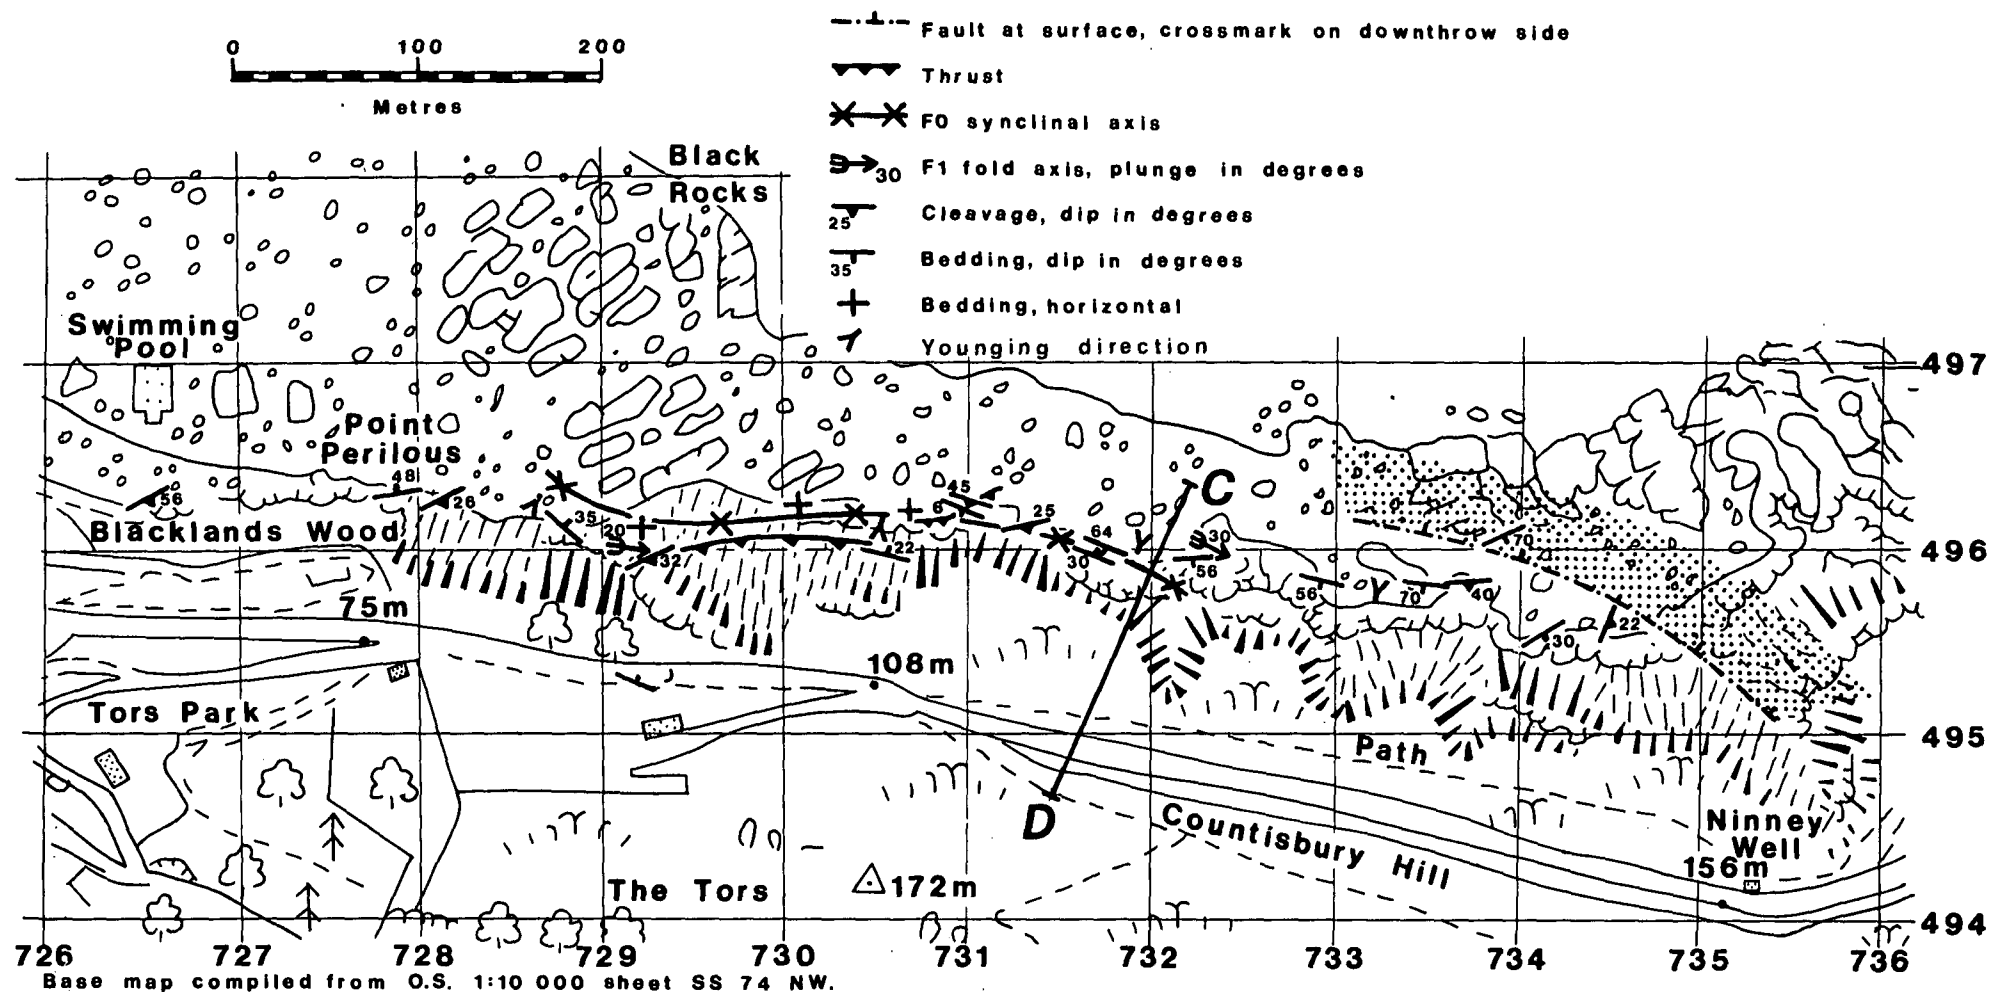 0 100 200
Metres
Fault at surface, crossmark on downthrow side
Thrust
F0 synclinal axis
30 F1 fold axis, plunge in degrees
25 Cleavage, dip in degrees
35 Bedding, dip in degrees
Bedding, horizontal
Younging direction
Black
Rocks
Swimming
Pool
497
Point
Perilous
48
56
26
45
C
Blacklands Wood
35
20
6
25
64
30
496
32
22
30
56
70
75m
56
70
40
22
30
108m
Tors Park
495
Path
D
Countisbury Hill
Ninney
Well
156m
The Tors
172m
494
726 727 728 729 730 731 732 733 734 735 736
Base map compiled from O.S. 1:10 000 sheet SS 74 NW.